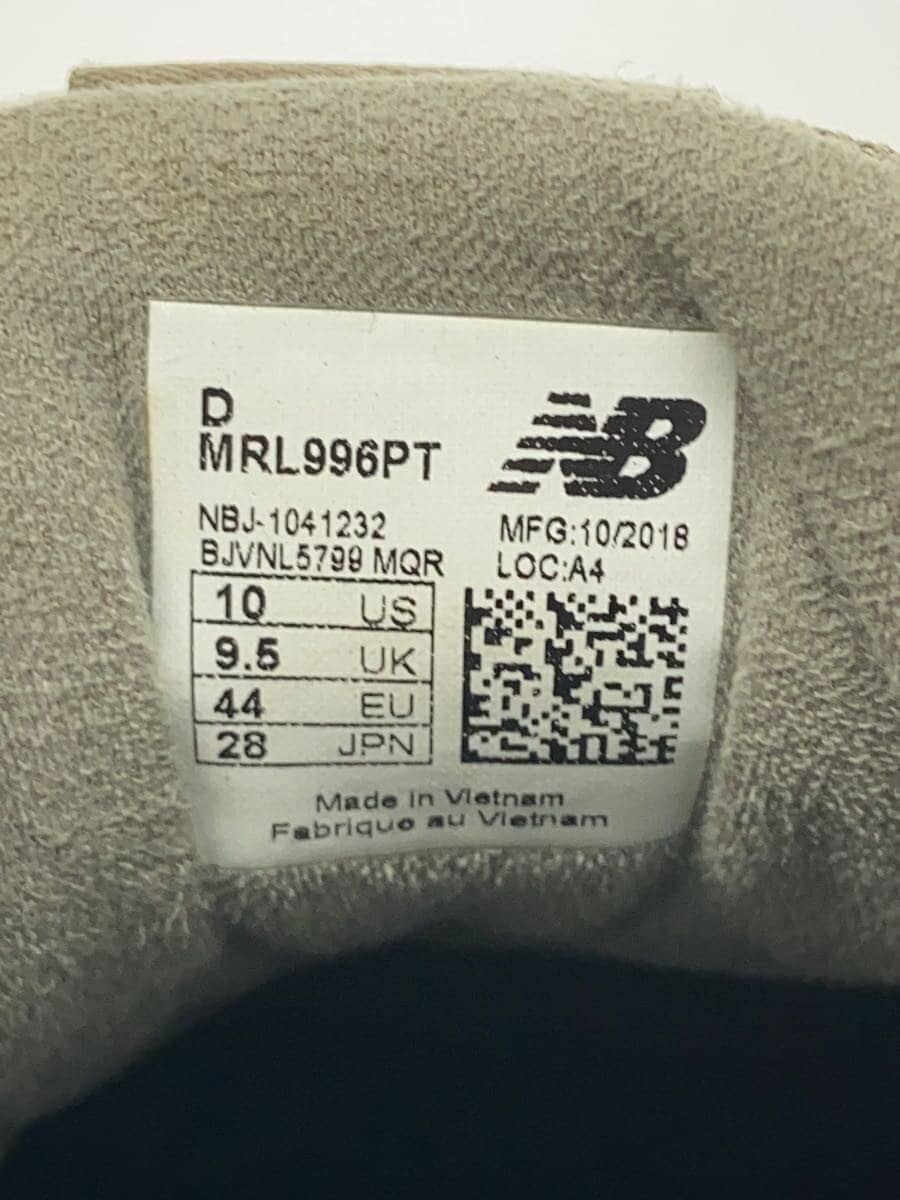 D
MRL996PT
NB
NBJ-1041232
BJVNL5799 MQR
MFG:10/2018
LOC:A4
10 US
9.5 UK
44 EU
28 JPN
Made in Vietnam
Fabrique au Vietnam